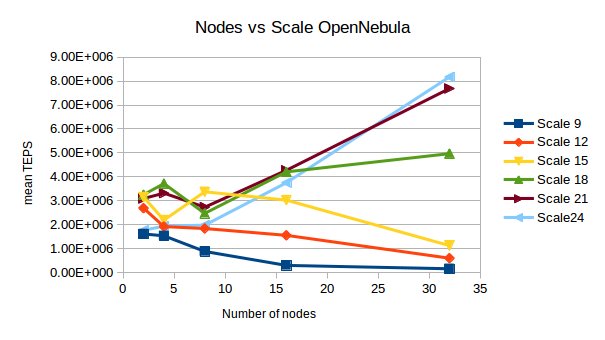 Nodes vs Scale OpenNebula
9.00E+006
8.00E+006
7.00E+006
6.00E+006
5.00E+006
4.00E+006
3.00E+006
2.00E+006
1.00E+006
0.00E+000
mean TEPS
0 5 10 15 20 25 30 35
Number of nodes
Scale 9
Scale 12
Scale 15
Scale 18
Scale 21
Scale24